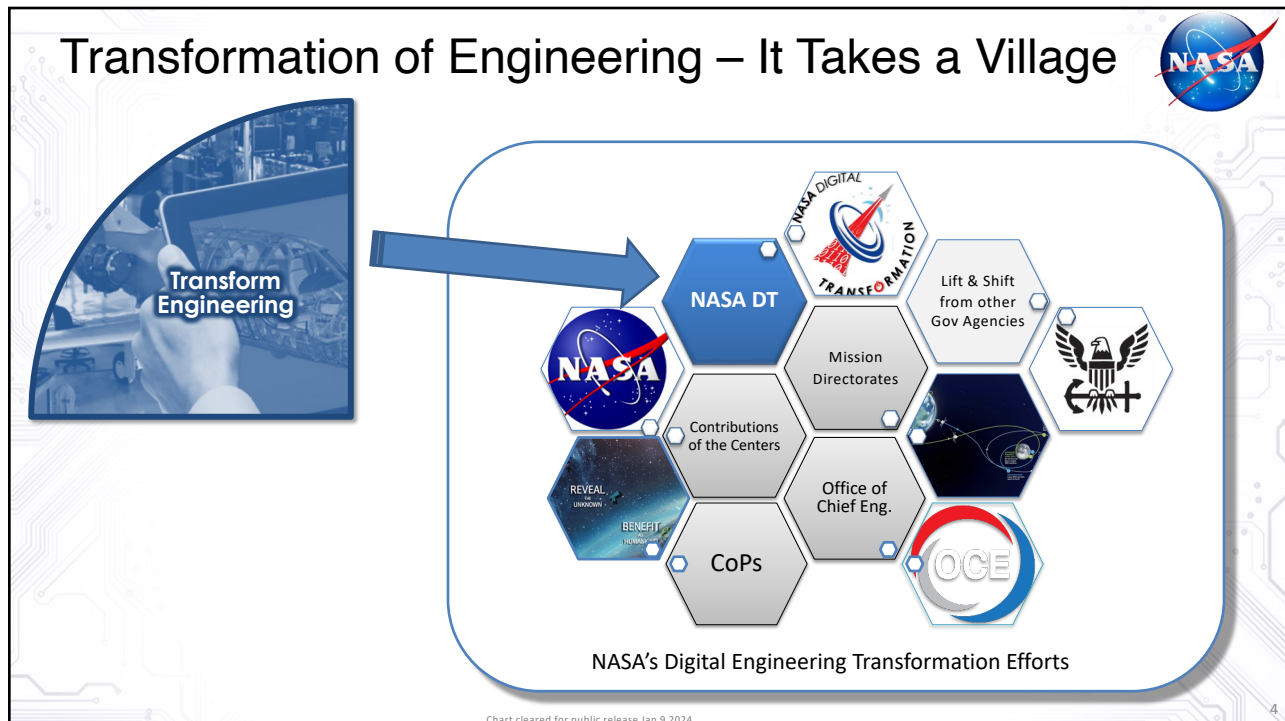 Transformation of Engineering – It Takes a Village
NASA
Transform
Engineering
NASA DIGITAL
TRANSFORMATION
NASA DT
Lift & Shift
from other
Gov Agencies
NASA
Mission
Directorates
Contributions
of the Centers
REVEAL
THE
UNKNOWN
BENEFIT
Office of
Chief Eng.
CoPs
OCE
NASA's Digital Engineering Transformation Efforts
Chart cleared for public release Jan 9 2024
4